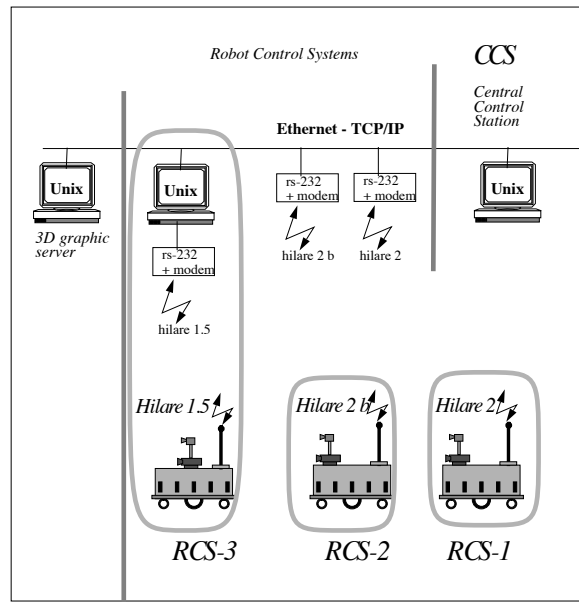 Robot Control Systems
CCS
Central
Control
Station
Ethernet - TCP/IP
Unix
3D graphic
server
Unix
rs-232
+ modem
hilare 1.5
rs-232
+ modem
hilare 2 b
rs-232
+ modem
hilare 2
Unix
Hilare 1.5
Hilare 2 b
Hilare 2
RCS-3
RCS-2
RCS-1